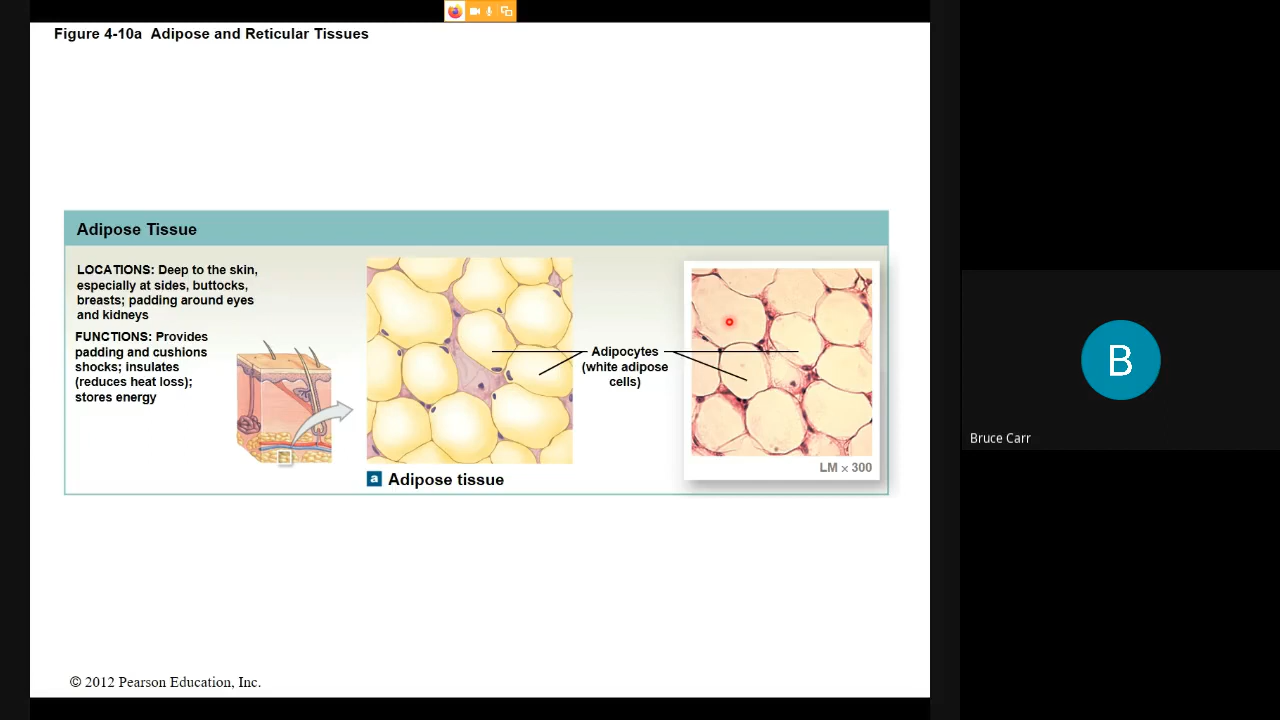 Figure 4-10a Adipose and Reticular Tissues
Adipose Tissue
LOCATIONS: Deep to the skin,
especially at sides, buttocks,
breasts; padding around eyes
and kidneys
FUNCTIONS: Provides
padding and cushions
shocks; insulates
(reduces heat loss);
stores energy
Adipocytes
(white adipose
cells)
LM × 300
a Adipose tissue
© 2012 Pearson Education, Inc.
B
Bruce Carr